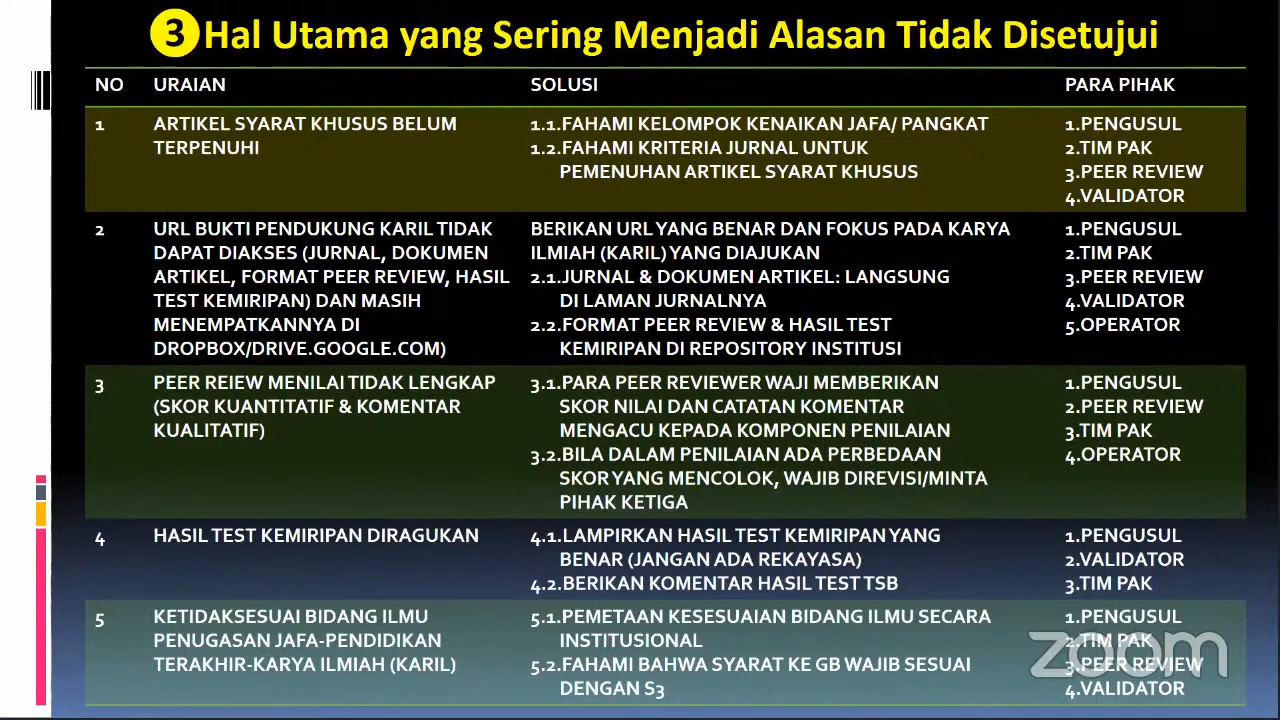 3 Hal Utama yang Sering Menjadi Alasan Tidak Disetujui
NO URAIAN SOLUSI PARA PIHAK
1 ARTIKEL SYARAT KHUSUS BELUM
TERPENUHI
1.1.FAHAMI KELOMPOK KENAIKAN JAFA/ PANGKAT
1.2.FAHAMI KRITERIA JURNAL UNTUK
PEMENUHAN ARTIKEL SYARAT KHUSUS
1.PENGUSUL
2.TIM PAK
3.PEER REVIEW
4.VALIDATOR
2 URL BUKTI PENDUKUNG KARIL TIDAK
DAPAT DIAKSES (JURNAL, DOKUMEN
ARTIKEL, FORMAT PEER REVIEW, HASIL
TEST KEMIRIPAN) DAN MASIH
MENEMPATKANNYA DI
DROPBOX/DRIVE.GOOGLE.COM)
BERIKAN URL YANG BENAR DAN FOKUS PADA KARYA
ILMIAH (KARIL) YANG DIAJUKAN
2.1.JURNAL & DOKUMEN ARTIKEL: LANGSUNG
DI LAMAN JURNALNYA
2.2.FORMAT PEER REVIEW & HASIL TEST
KEMIRIPAN DI REPOSITORY INSTITUSI
1.PENGUSUL
2.TIM PAK
3.PEER REVIEW
4.VALIDATOR
5.OPERATOR
3 PEER REIEW MENILAI TIDAK LENGKAP
(SKOR KUANTITATIF & KOMENTAR
KUALITATIF)
3.1.PARA PEER REVIEWER WAJI MEMBERIKAN
SKOR NILAI DAN CATATAN KOMENTAR
MENGACU KEPADA KOMPONEN PENILAIAN
3.2.BILA DALAM PENILAIAN ADA PERBEDAAN
SKOR YANG MENCOLOK, WAJIB DIREVISI/MINTA
PIHAK KETIGA
1.PENGUSUL
2.PEER REVIEW
3.TIM PAK
4.OPERATOR
4 HASIL TEST KEMIRIPAN DIRAGUKAN
4.1.LAMPIRKAN HASIL TEST KEMIRIPAN YANG
BENAR (JANGAN ADA REKAYASA)
4.2.BERIKAN KOMENTAR HASIL TEST TSB
1.PENGUSUL
2.VALIDATOR
3.TIM PAK
5 KETIDAKSESUAI BIDANG ILMU
PENUGASAN JAFA-PENDIDIKAN
TERAKHIR-KARYA ILMIAH (KARIL)
5.1.PEMETAAN KESESUAIAN BIDANG ILMU SECARA
INSTITUSIONAL
5.2.FAHAMI BAHWA SYARAT KE GB WAJIB SESUAI
DENGAN S3
1.PENGUSUL
2.TIM PAK
3.PEER REVIEW
4.VALIDATOR
zoom